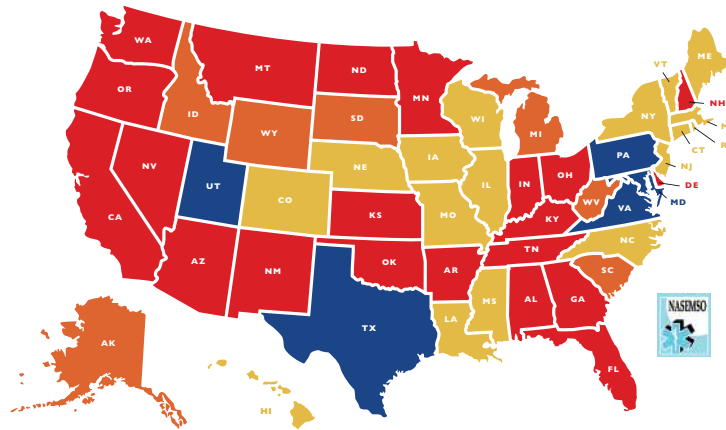 WA
MT
ND
MN
OR
ID
WY
SD
WI
MI
VT
ME
NH
NY
M
R
CT
NJ
PA
NV
UT
CO
NE
IA
IL
IN
OH
WV
DE
MD
VA
CA
KS
MO
KY
NC
AZ
NM
OK
AR
TN
SC
TX
LA
MS
AL
GA
NASEMSO
FL
AK
HI